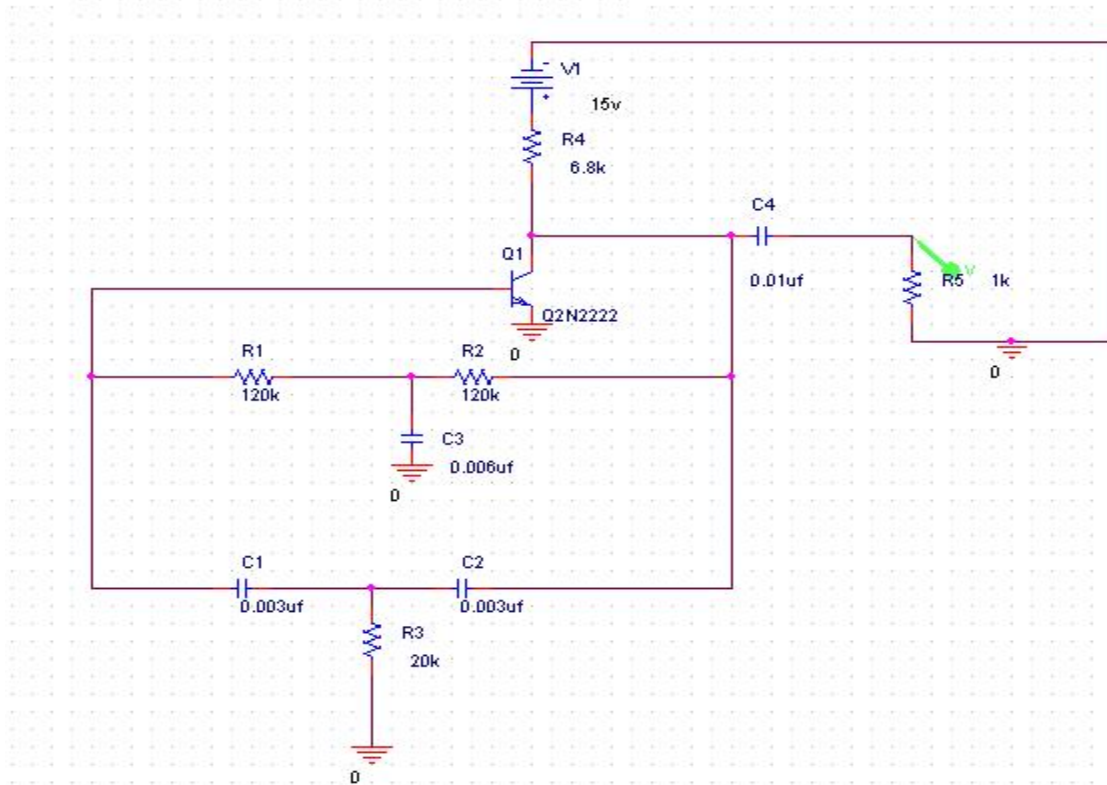 V1
15v
R4
6.8k
C4
0.01uf
Q1
Q2N2222
0
V
R5 1k
0
R1
120k
R2
120k
C3
0.006uf
0
C1
0.003uf
C2
0.003uf
R3
20k
0